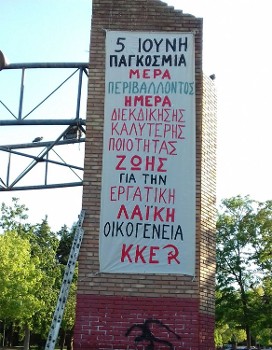 5 ΙΟΥΝΗ
ΠΑΓΚΟΣΜΙΑ
ΜΕΡΑ
ΠΕΡΙΒΑΛΛΟΝΤΟΣ
ΗΜΕΡΑ
ΔΙΕΚΔΙΚΗΣΗΣ
ΚΑΛΥΤΕΡΗΣ
ΠΟΙΟΤΗΤΑΣ
ΖΩΗΣ
ΓΙΑ ΤΗΝ
ΕΡΓΑΤΙΚΗ
ΛΑΪΚΗ
ΟΙΚΟΓΕΝΕΙΑ
ΚΚΕ